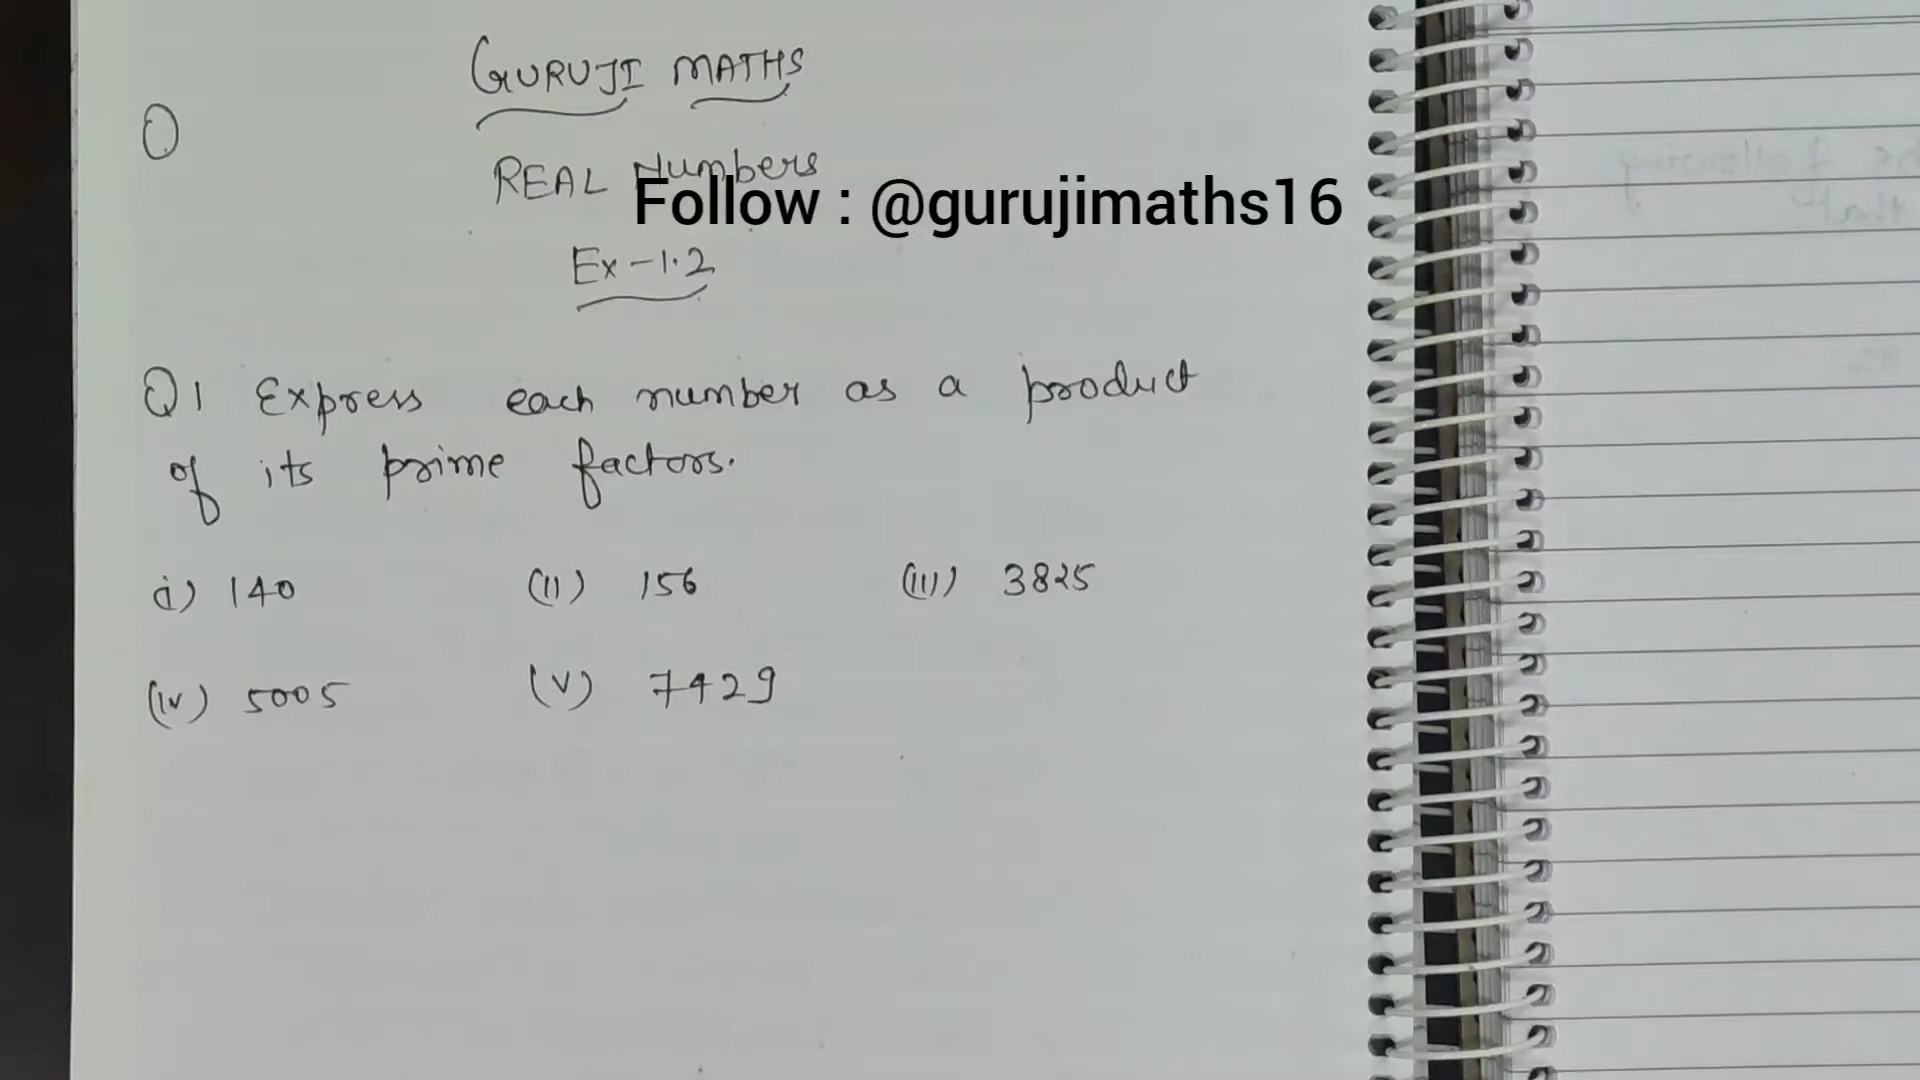 GURUJI MATHS
REAL Numbers
Follow : @gurujimaths16
Ex-1.2
Q1 Express each number as a product
of its prime factors.
i) 140 (II) 156 (III) 3825
(IV) 5005 (V) 7429